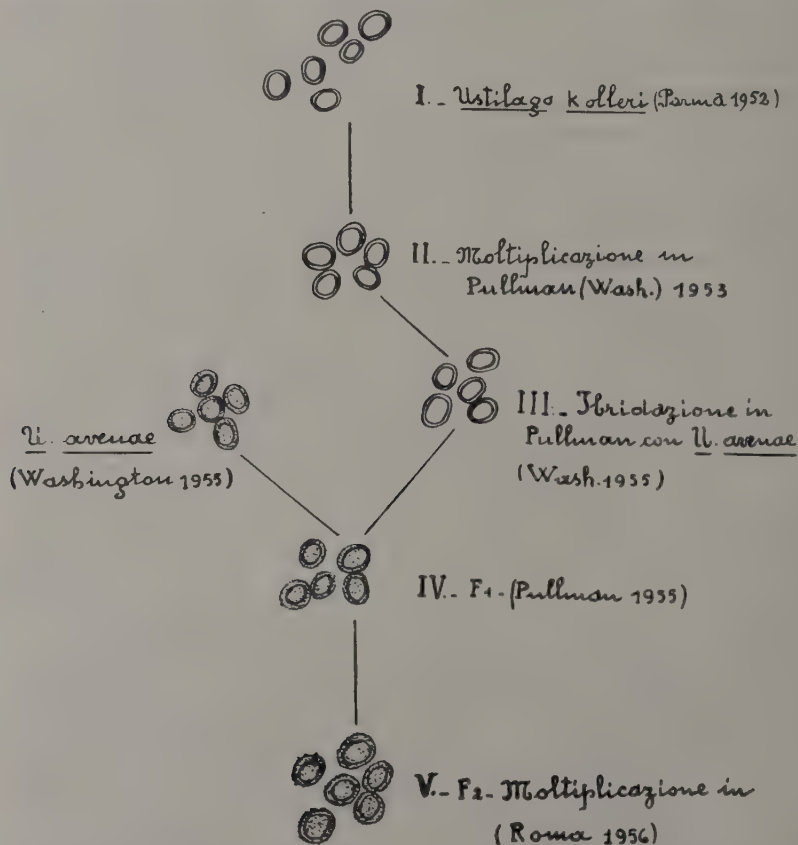 I._ Ustilago kolleri (Parma 1952)
II._ Moltiplicazione in
Pullman (Wash.) 1953
U. avenae
(Washington 1955)
III._ Ibridazione in
Pullman con U. avenae
(Wash. 1955)
IV._ F1-(Pullman 1955)
V._ F2_ Moltiplicazione in
(Roma 1956)